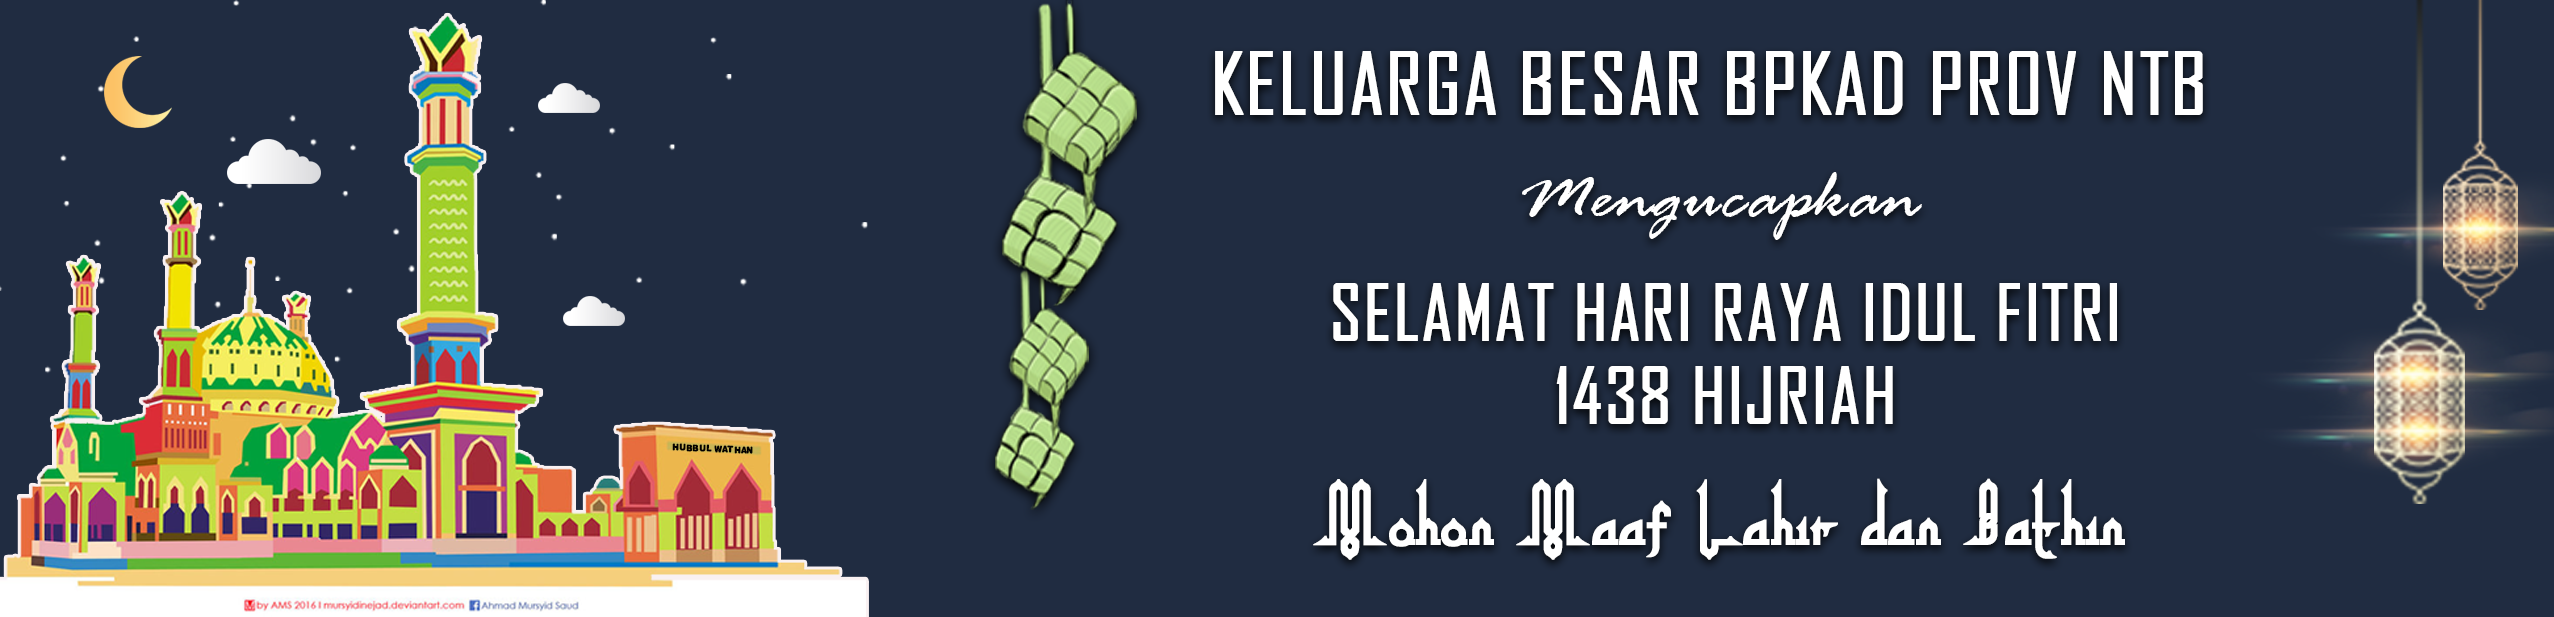 KELUARGA BESAR BPKAD PROV NTB
Mengucapkan
SELAMAT HARI RAYA IDUL FITRI
1438 HIJRIAH
Mohon Maaf Lahir dan Bathin
HUBBUL WATHAN
by AMS 2016 I mursyidinejad.deviantart.com Ahmad Mursyid Saud